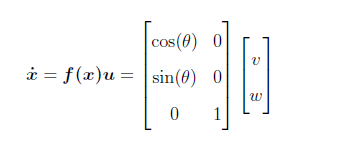 ẋ = f(x)u = [cos(θ) 0; sin(θ) 0; 0 1] [v; w]